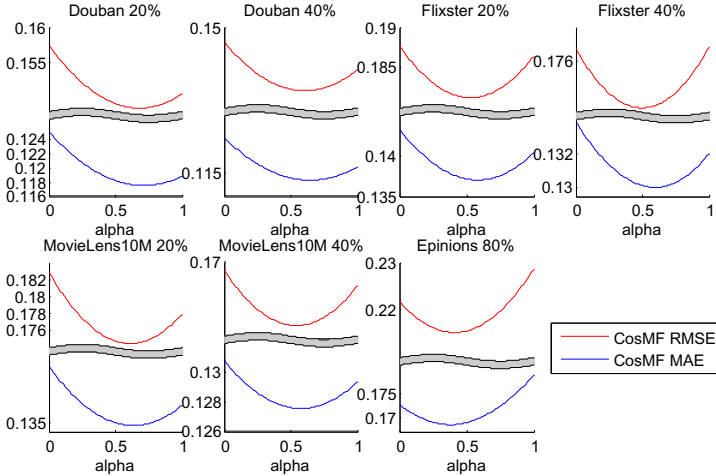 Douban 20%
0.16
0.155
0.124
0.122
0.12
0.118
0.116
0 0.5 1
alpha
Douban 40%
0.15
0.115
0 0.5 1
alpha
Flixster 20%
0.19
0.185
0.14
0.135
0 0.5 1
alpha
Flixster 40%
0.176
0.132
0.13
0 0.5 1
alpha
MovieLens10M 20%
0.182
0.18
0.178
0.176
0.135
0 0.5 1
alpha
MovieLens10M 40%
0.17
0.13
0.128
0.126
0 0.5 1
alpha
Epinions 80%
0.23
0.22
0.175
0.17
0 0.5 1
alpha
CosMF RMSE
CosMF MAE